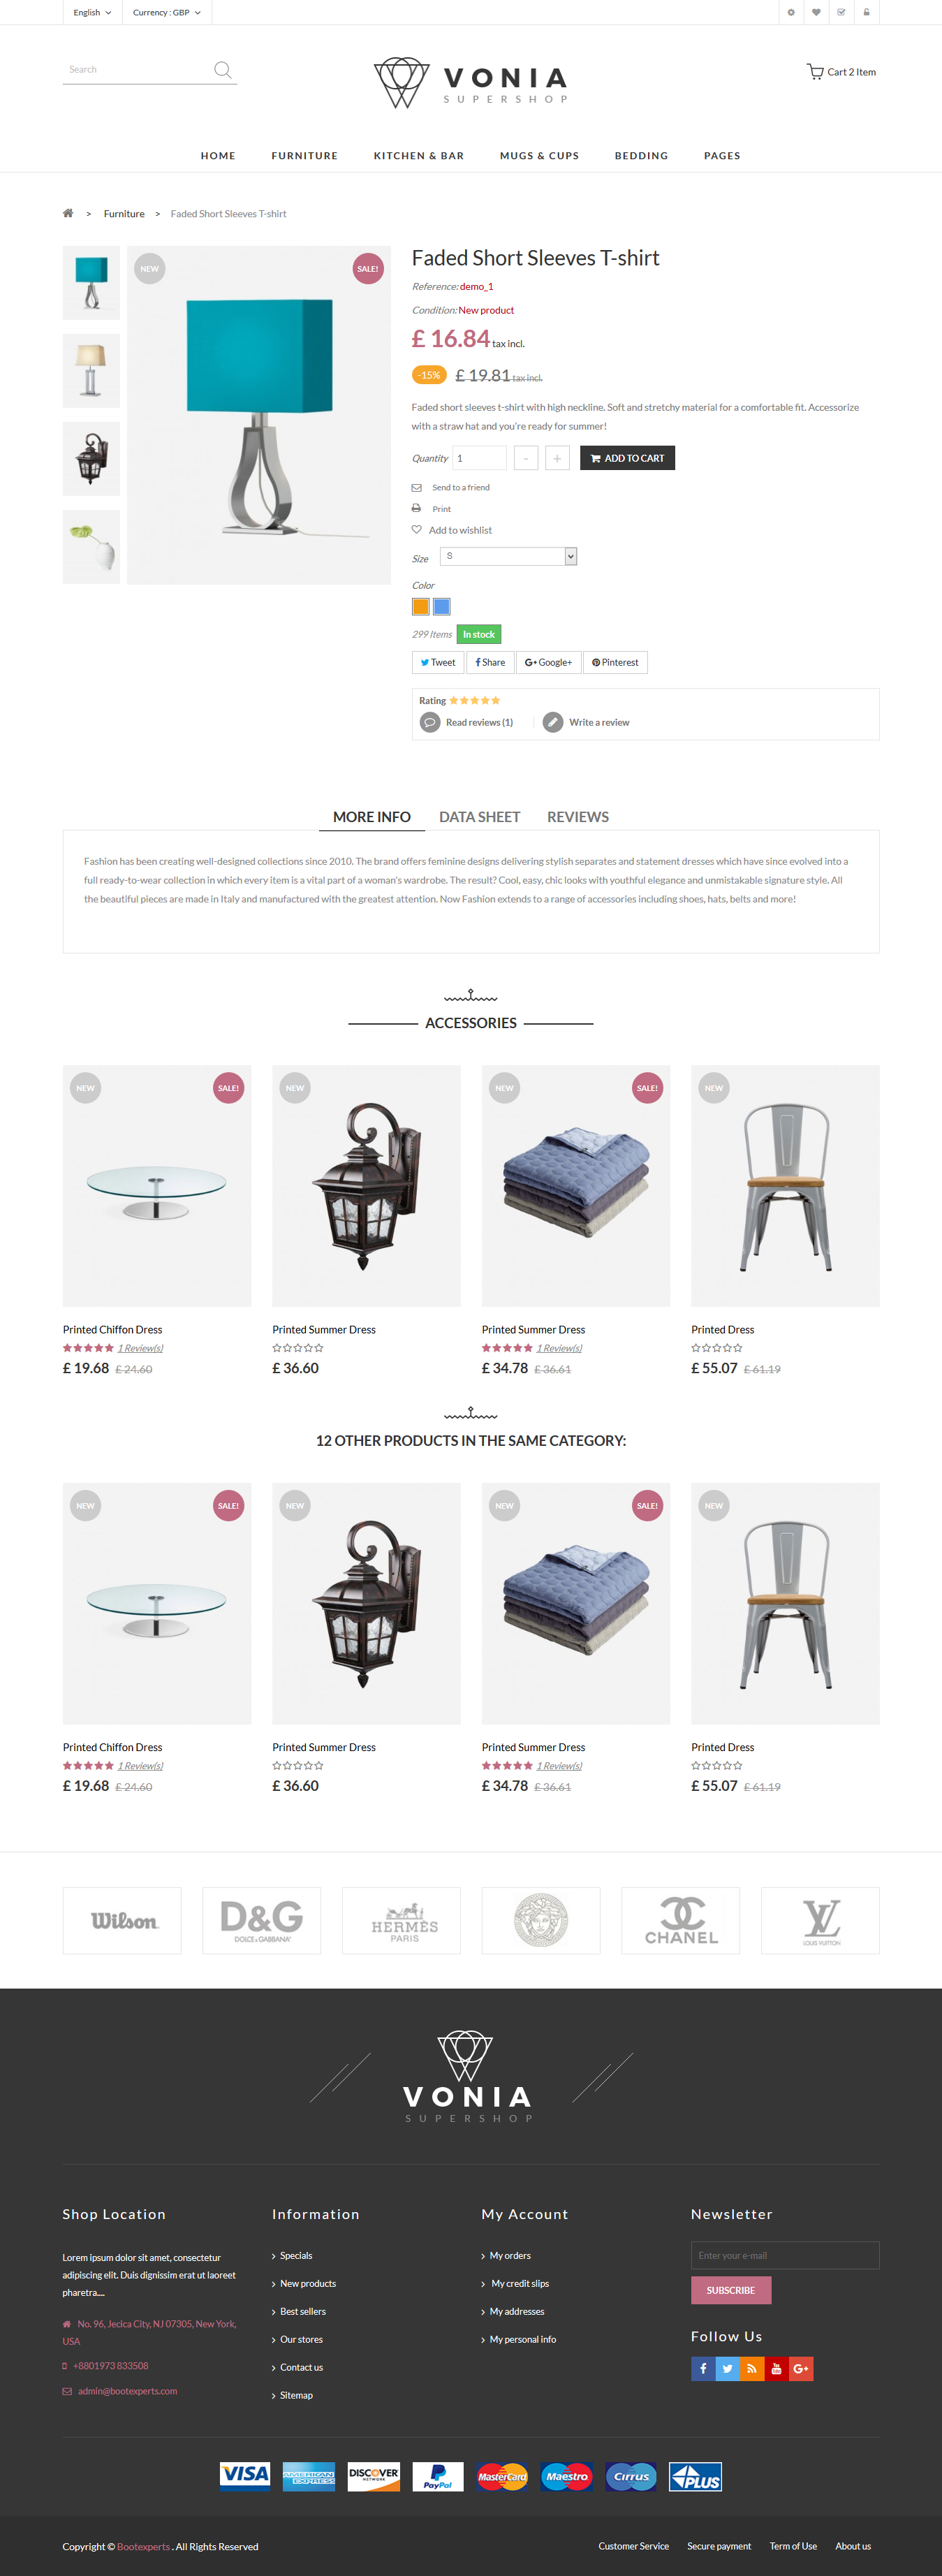 English
Currency : GBP
Search
VONIA
SUPERSHOP
Cart 2 Item
HOME
FURNITURE
KITCHEN & BAR
MUGS & CUPS
BEDDING
PAGES
> Furniture > Faded Short Sleeves T-shirt
NEW
SALE!
Faded Short Sleeves T-shirt
Reference: demo_1
Condition: New product
£ 16.84 tax incl.
-15% £ 19.81 tax incl.
Faded short sleeves t-shirt with high neckline. Soft and stretchy material for a comfortable fit. Accessorize
with a straw hat and you're ready for summer!
Quantity 1 - + ADD TO CART
Send to a friend
Print
Add to wishlist
Size S
Color
299 Items In stock
Tweet Share Google+ Pinterest
Rating
Read reviews (1) Write a review
MORE INFO
DATA SHEET
REVIEWS
Fashion has been creating well-designed collections since 2010. The brand offers feminine designs delivering stylish separates and statement dresses which have since evolved into a
full ready-to-wear collection in which every item is a vital part of a woman's wardrobe. The result? Cool, easy, chic looks with youthful elegance and unmistakable signature style. All
the beautiful pieces are made in Italy and manufactured with the greatest attention. Now Fashion extends to a range of accessories including shoes, hats, belts and more!
ACCESSORIES
NEW
SALE!
NEW
NEW
SALE!
NEW
Printed Chiffon Dress
1 Review(s)
£ 19.68 £ 24.60
Printed Summer Dress
£ 36.60
Printed Summer Dress
1 Review(s)
£ 34.78 £ 36.61
Printed Dress
£ 55.07 £ 61.19
12 OTHER PRODUCTS IN THE SAME CATEGORY:
NEW
SALE!
NEW
NEW
SALE!
NEW
Printed Chiffon Dress
1 Review(s)
£ 19.68 £ 24.60
Printed Summer Dress
£ 36.60
Printed Summer Dress
1 Review(s)
£ 34.78 £ 36.61
Printed Dress
£ 55.07 £ 61.19
Wilson
D&G
DOLCE & GABBANA
HERMÈS
PARIS
CHANEL
LV
LOUIS VUITTON
VONIA
SUPERSHOP
Shop Location
Lorem ipsum dolor sit amet, consectetur
adipiscing elit. Duis dignissim erat ut laoreet
pharetra....
No. 96, Jecica City, NJ 07305, New York,
USA
+8801973 833508
admin@bootexperts.com
Information
Specials
New products
Best sellers
Our stores
Contact us
Sitemap
My Account
My orders
My credit slips
My addresses
My personal info
Newsletter
Enter your e-mail
SUBSCRIBE
Follow Us
VISA
AMERICAN EXPRESS
DISCOVER
NETWORK
PayPal
MasterCard
Maestro
Cirrus
PLUS
Copyright © Bootexperts . All Rights Reserved
Customer Service
Secure payment
Term of Use
About us